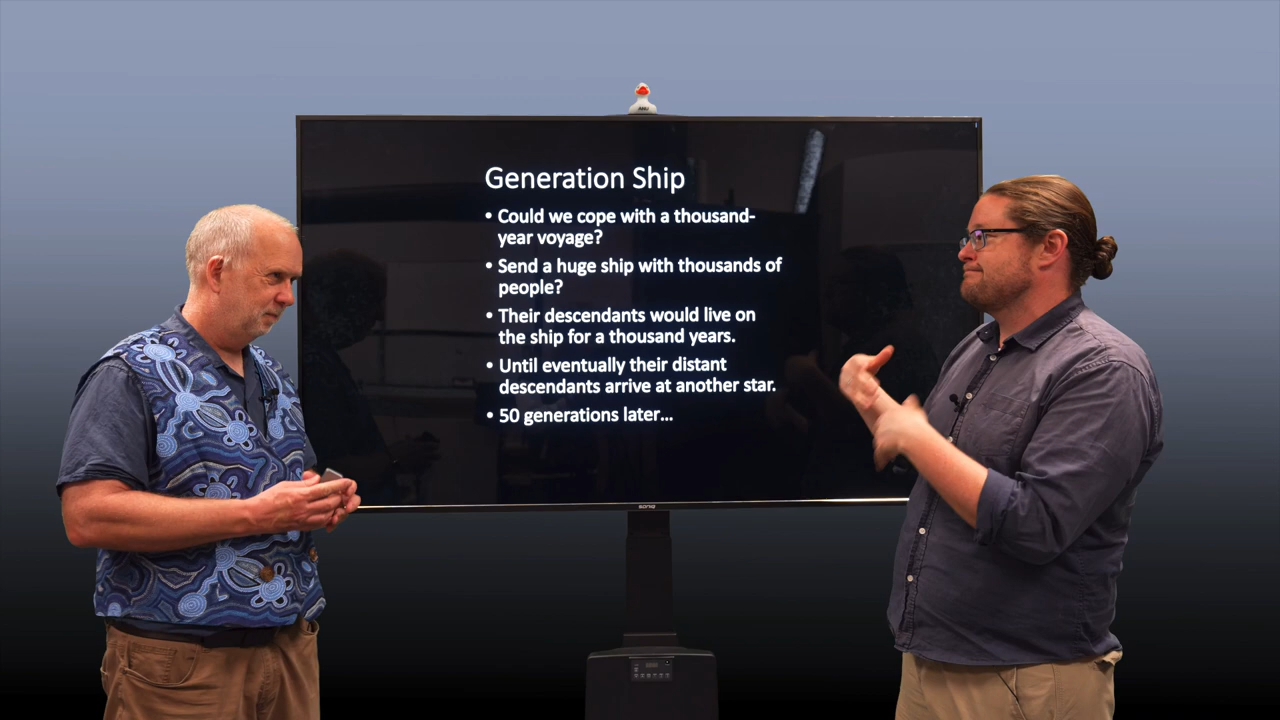 Generation Ship
• Could we cope with a thousand-
year voyage?
• Send a huge ship with thousands of
people?
• Their descendants would live on
the ship for a thousand years.
• Until eventually their distant
descendants arrive at another star.
• 50 generations later...
soniq